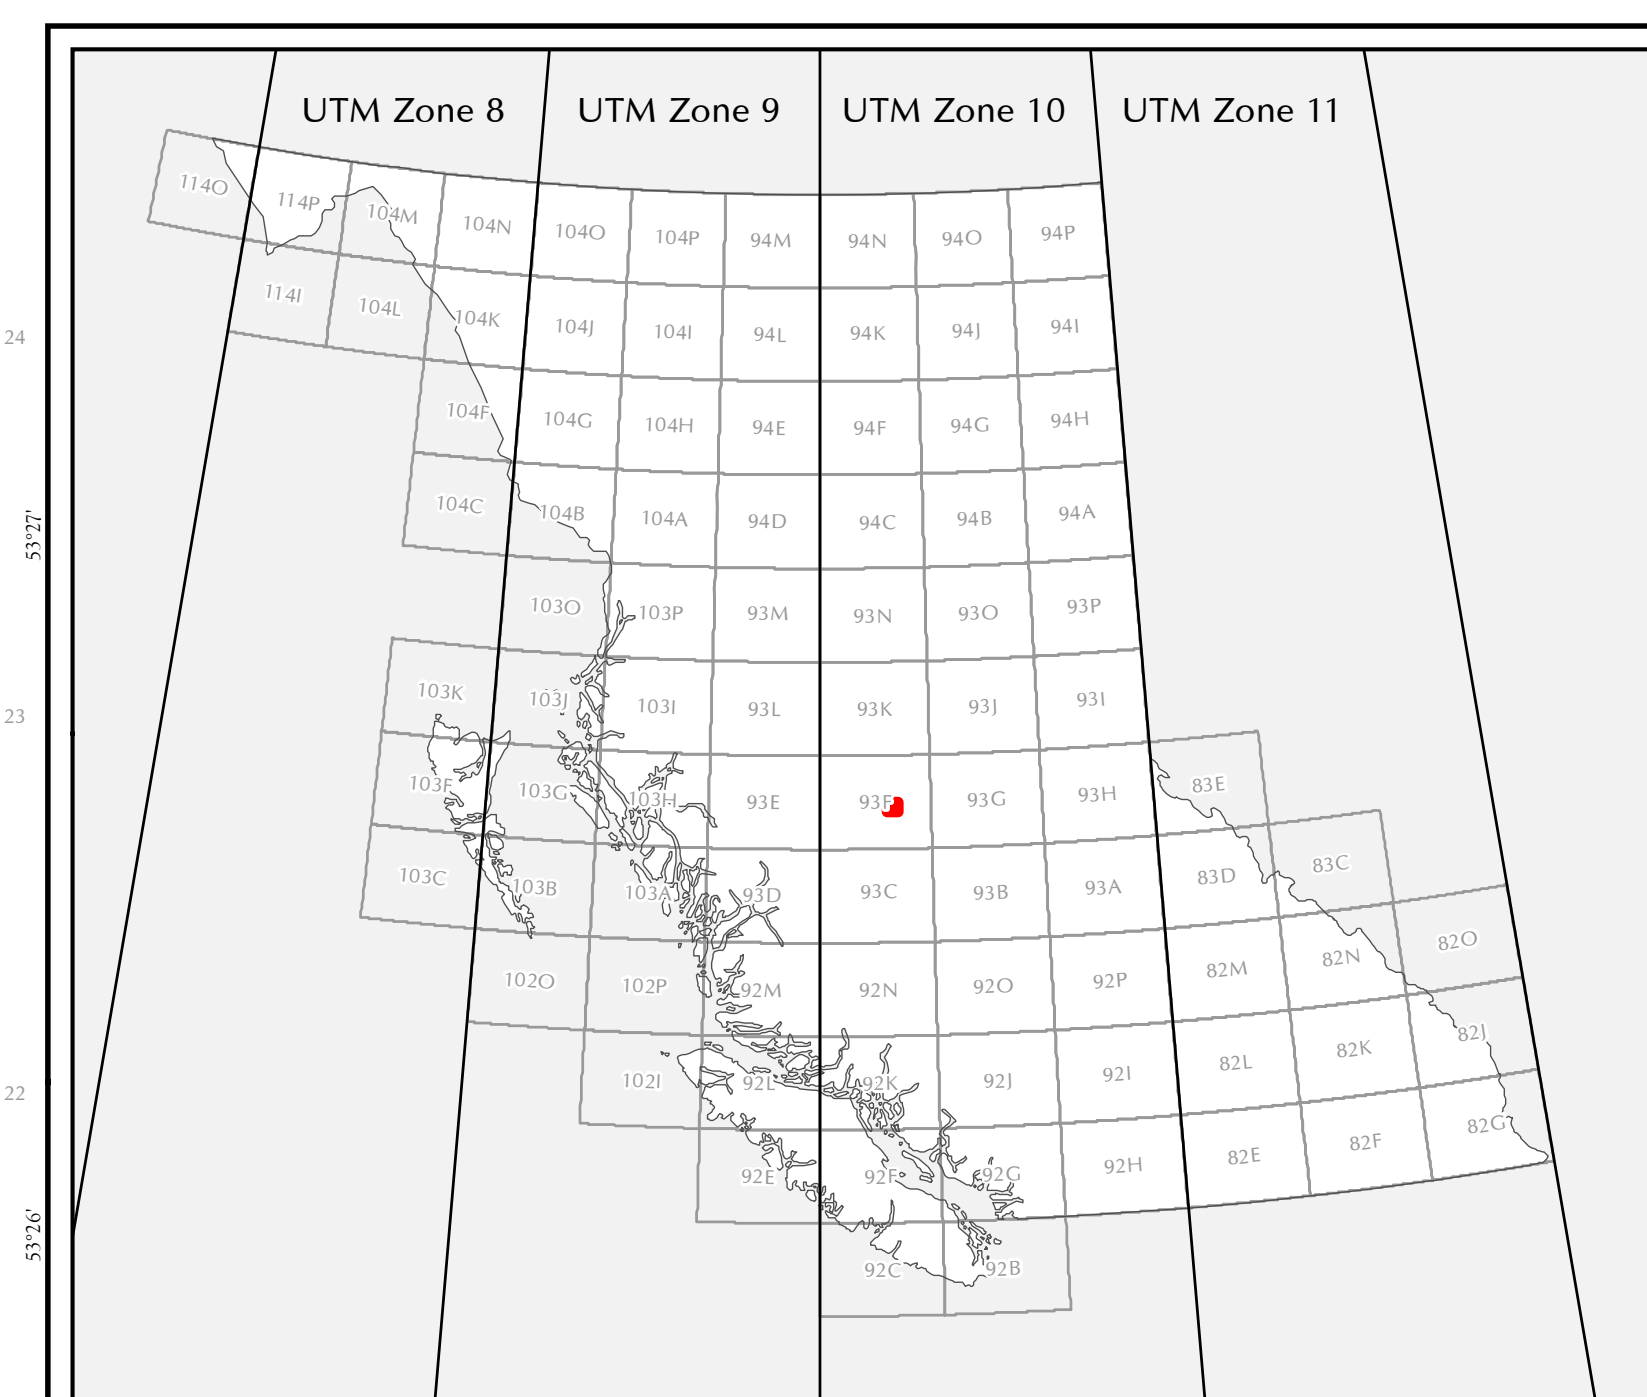 UTM Zone 8 UTM Zone 9 UTM Zone 10 UTM Zone 11
114O 114P 104M 104N 104O 104P 94M 94N 94O 94P
114I 104L 104K 104J 104I 94L 94K 94J 94I
24
104F 104G 104H 94E 94F 94G 94H
104C 104B 104A 94D 94C 94B 94A
53°27'
103O 103P 93M 93N 93O 93P
103K 103J 103I 93L 93K 93J 93I
23
103F 103G 103H 93E 93F 93G 93H 83E
103C 103B 103A 93D 93C 93B 93A 83D 83C
102O 102P 92M 92N 92O 92P 82M 82N 82O
102I 92L 92K 92J 92I 82L 82K 82J
22
92E 92F 92G 92H 82E 82F 82G
53°26'
92C 92B